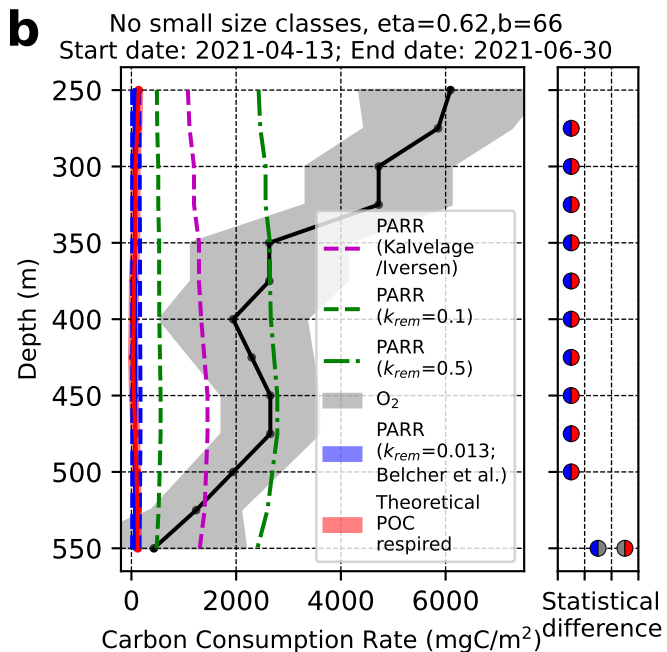 b
No small size classes, eta=0.62,b=66
Start date: 2021-04-13; End date: 2021-06-30
250
300
350
400
450
500
550
Depth (m)
PARR
(Kalvelage
/Iversen)
PARR
(k_rem=0.1)
PARR
(k_rem=0.5)
O₂
PARR
(k_rem=0.013;
Belcher et al.)
Theoretical
POC
respired
0 2000 4000 6000
Carbon Consumption Rate (mgC/m²)
Statistical
difference